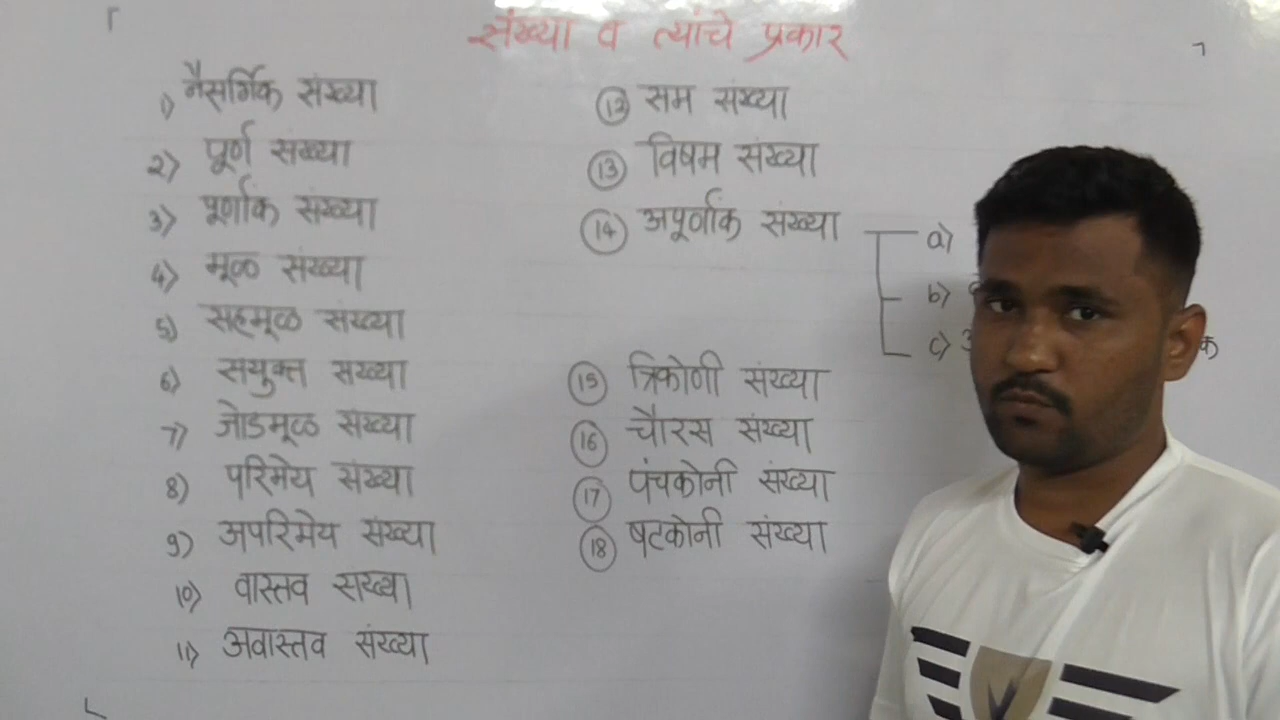 संख्या व त्यांचे प्रकार
1) नैसर्गिक संख्या
2) पूर्ण संख्या
3) पूर्णांक संख्या
4) मूळ संख्या
5) सहमूळ संख्या
6) संयुक्त संख्या
7) जोडमूळ संख्या
8) परिमेय संख्या
9) अपरिमेय संख्या
10) वास्तव संख्या
11) अवास्तव संख्या
12 सम संख्या
13 विषम संख्या
14 अपूर्णांक संख्या
a)
b)
c)
15 त्रिकोणी संख्या
16 चौरस संख्या
17 पंचकोनी संख्या
18 षटकोनी संख्या